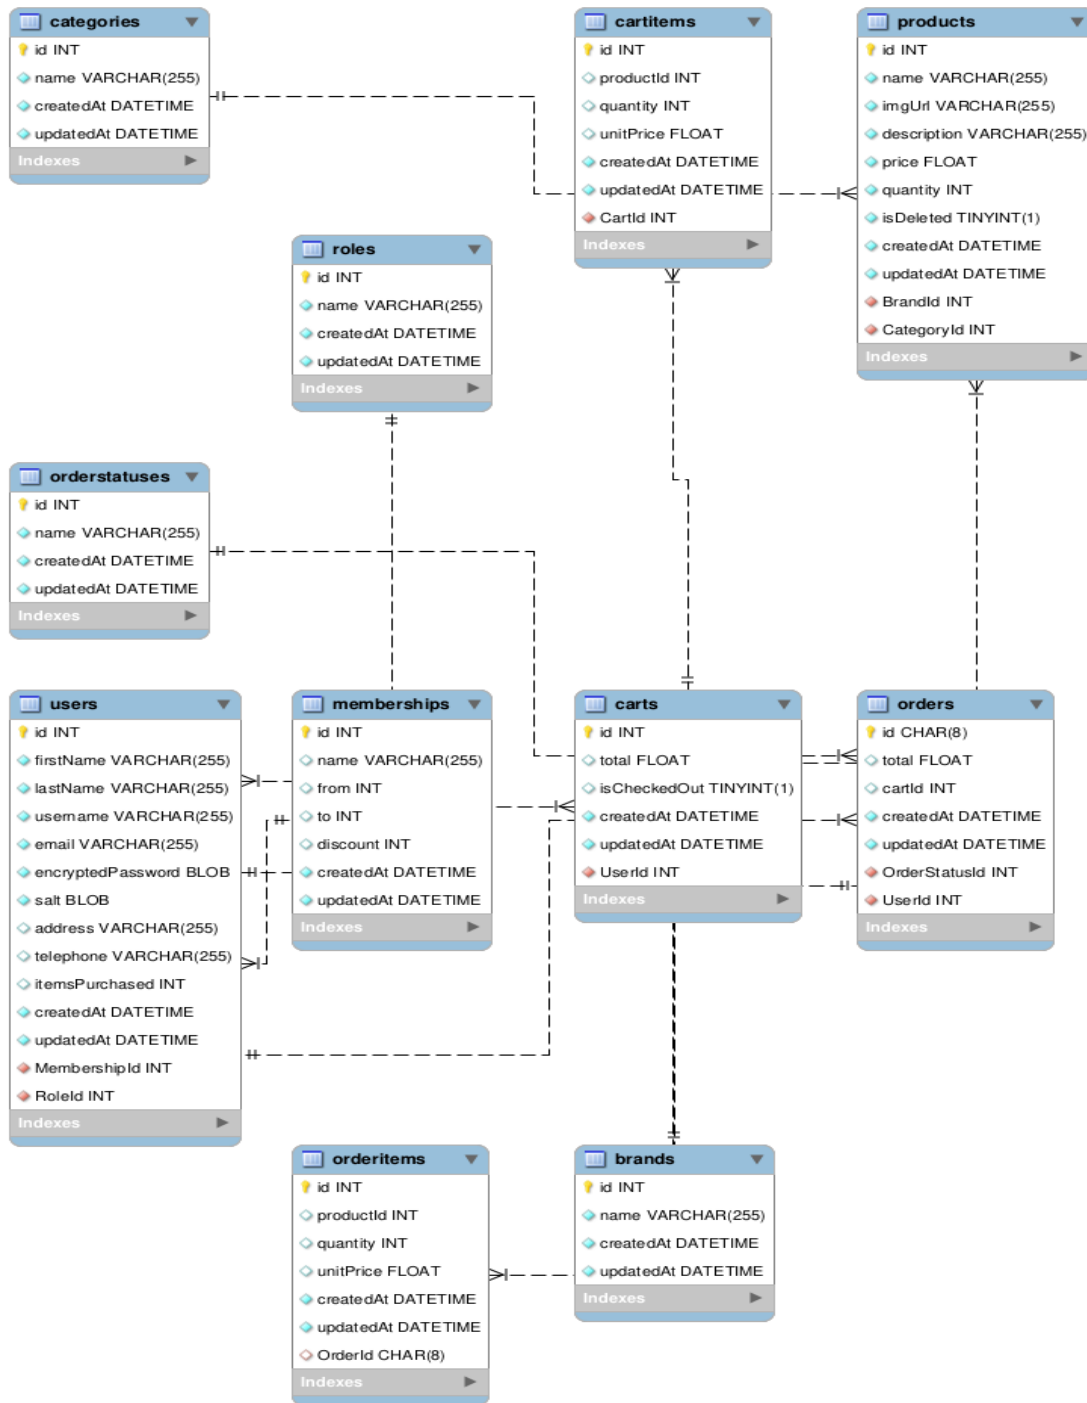 categories
id INT
name VARCHAR(255)
createdAt DATETIME
updatedAt DATETIME
Indexes
cartitems
id INT
productId INT
quantity INT
unitPrice FLOAT
createdAt DATETIME
updatedAt DATETIME
CartId INT
Indexes
products
id INT
name VARCHAR(255)
imgUrl VARCHAR(255)
description VARCHAR(255)
price FLOAT
quantity INT
isDeleted TINYINT(1)
createdAt DATETIME
updatedAt DATETIME
BrandId INT
CategoryId INT
Indexes
roles
id INT
name VARCHAR(255)
createdAt DATETIME
updatedAt DATETIME
Indexes
orderstatuses
id INT
name VARCHAR(255)
createdAt DATETIME
updatedAt DATETIME
Indexes
users
id INT
firstName VARCHAR(255)
lastName VARCHAR(255)
username VARCHAR(255)
email VARCHAR(255)
encryptedPassword BLOB
salt BLOB
address VARCHAR(255)
telephone VARCHAR(255)
itemsPurchased INT
createdAt DATETIME
updatedAt DATETIME
MembershipId INT
RoleId INT
Indexes
memberships
id INT
name VARCHAR(255)
from INT
to INT
discount INT
createdAt DATETIME
updatedAt DATETIME
Indexes
carts
id INT
total FLOAT
isCheckedOut TINYINT(1)
createdAt DATETIME
updatedAt DATETIME
UserId INT
Indexes
orders
id CHAR(8)
total FLOAT
cartId INT
createdAt DATETIME
updatedAt DATETIME
OrderStatusId INT
UserId INT
Indexes
orderitems
id INT
productId INT
quantity INT
unitPrice FLOAT
createdAt DATETIME
updatedAt DATETIME
OrderId CHAR(8)
Indexes
brands
id INT
name VARCHAR(255)
createdAt DATETIME
updatedAt DATETIME
Indexes